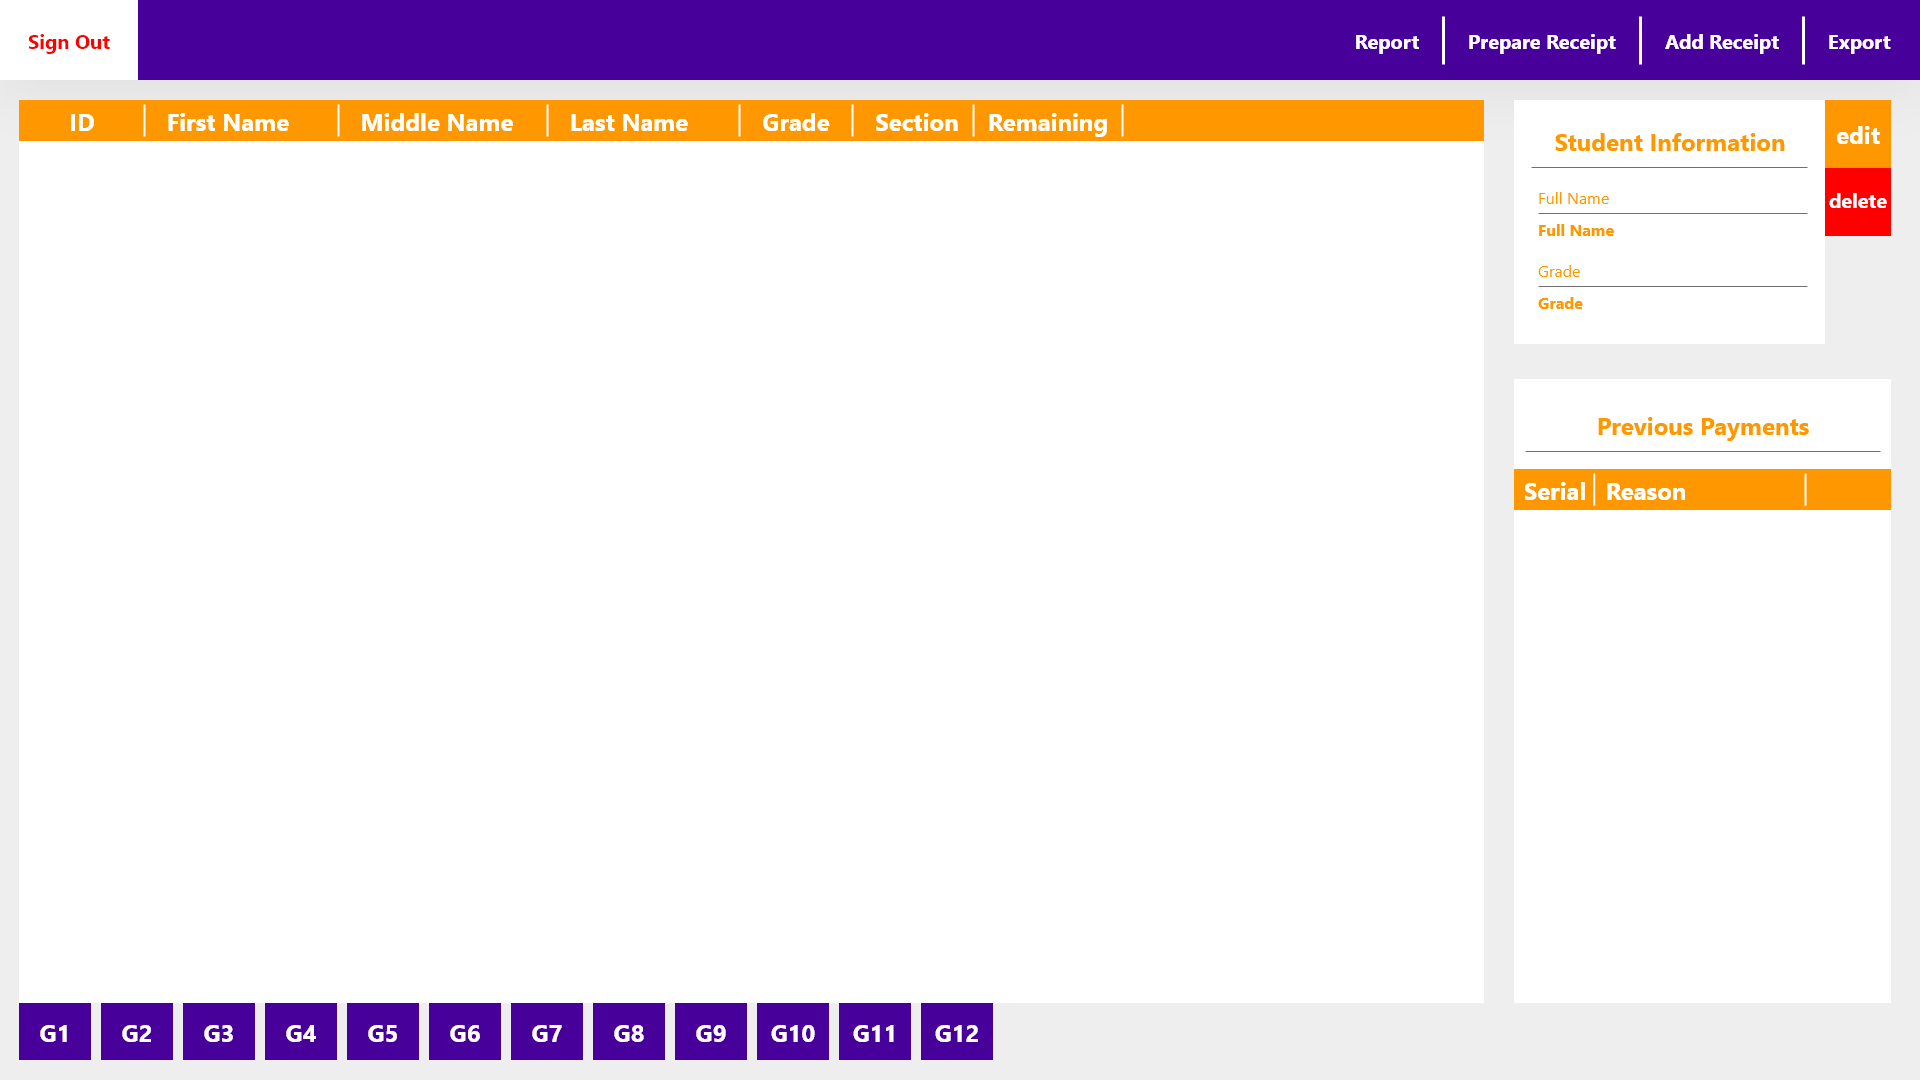 Sign Out
Report
Prepare Receipt
Add Receipt
Export
ID First Name Middle Name Last Name Grade Section Remaining
Student Information
edit
delete
Full Name
Full Name
Grade
Grade
Previous Payments
Serial Reason
G1 G2 G3 G4 G5 G6 G7 G8 G9 G10 G11 G12